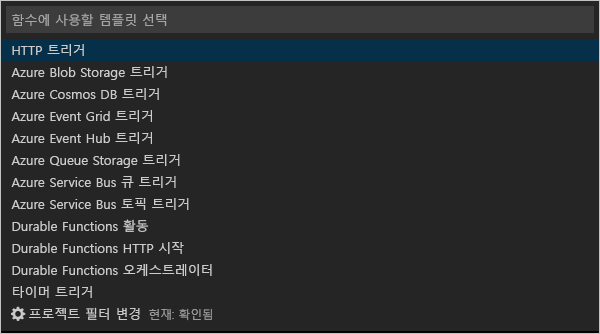 함수에 사용할 템플릿 선택
HTTP 트리거
Azure Blob Storage 트리거
Azure Cosmos DB 트리거
Azure Event Grid 트리거
Azure Event Hub 트리거
Azure Queue Storage 트리거
Azure Service Bus 큐 트리거
Azure Service Bus 토픽 트리거
Durable Functions 활동
Durable Functions HTTP 시작
Durable Functions 오케스트레이터
타이머 트리거
프로젝트 필터 변경 현재: 확인됨